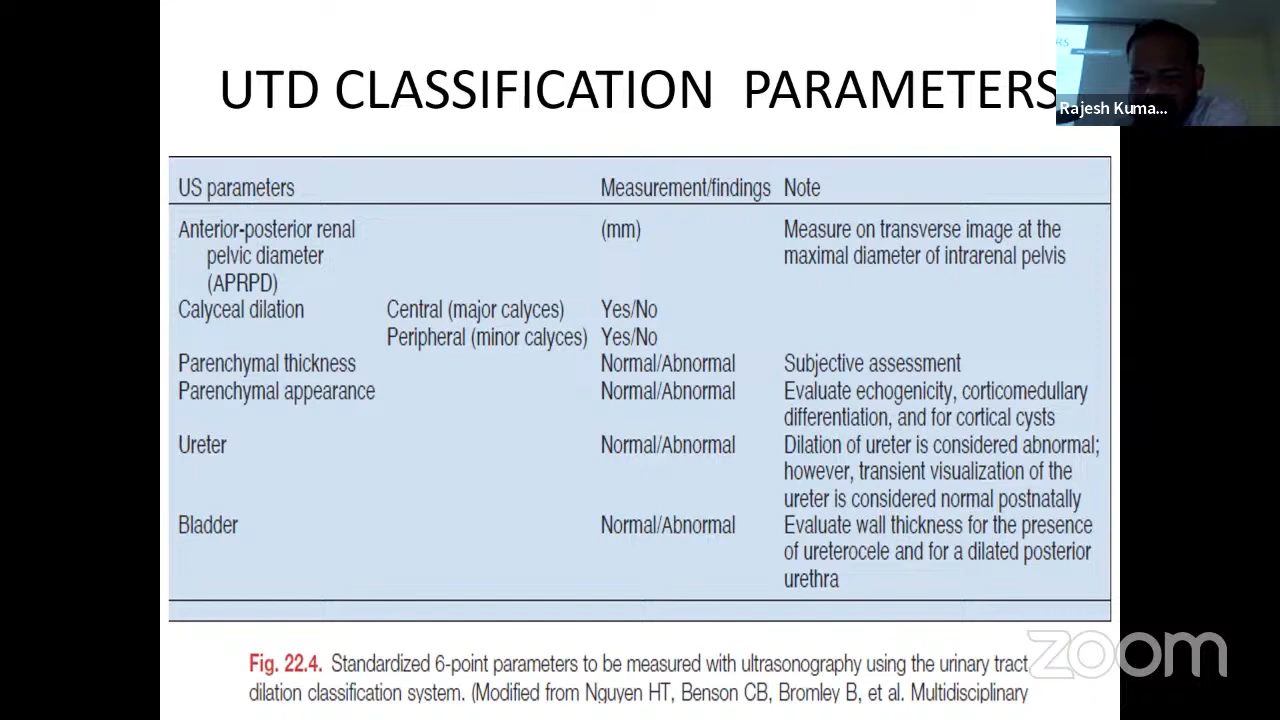 UTD CLASSIFICATION PARAMETERS
RS
Rajesh Kuma...
US parameters Measurement/findings Note
Anterior-posterior renal (mm) Measure on transverse image at the
pelvic diameter maximal diameter of intrarenal pelvis
(APRPD)
Calyceal dilation Central (major calyces) Yes/No
Peripheral (minor calyces) Yes/No
Parenchymal thickness Normal/Abnormal Subjective assessment
Parenchymal appearance Normal/Abnormal Evaluate echogenicity, corticomedullary
differentiation, and for cortical cysts
Ureter Normal/Abnormal Dilation of ureter is considered abnormal;
however, transient visualization of the
ureter is considered normal postnatally
Bladder Normal/Abnormal Evaluate wall thickness for the presence
of ureterocele and for a dilated posterior
urethra
zoom
Fig. 22.4. Standardized 6-point parameters to be measured with ultrasonography using the urinary tract
dilation classification system. (Modified from Nguyen HT, Benson CB, Bromley B, et al. Multidisciplinary